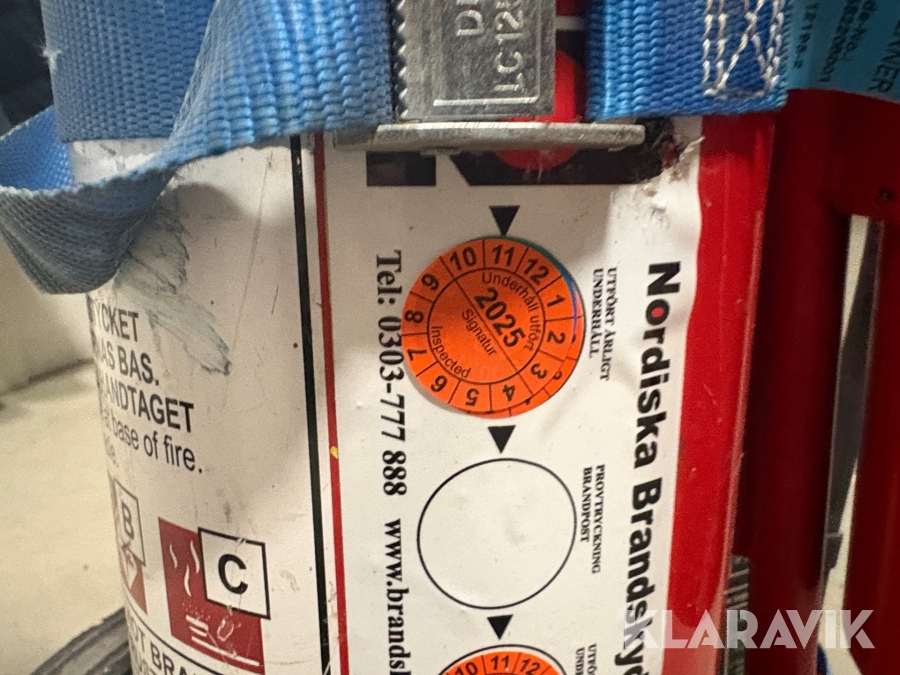 LC125
YCKET
AS BAS.
ANDTAGET
base of fire.
B
C
Tel: 0303-777 888
www.brandsk
1
2
3
4
5
6
7
8
9
10
11
12
Underhåll utfört
2025
Signatur
Inspected
UTFÖRT ÅRLIGT
UNDERHÅLL
PROVTRYCKNING
BRANDPOST
Nordiska Brandskyd
10
11
12
KLARAVIK